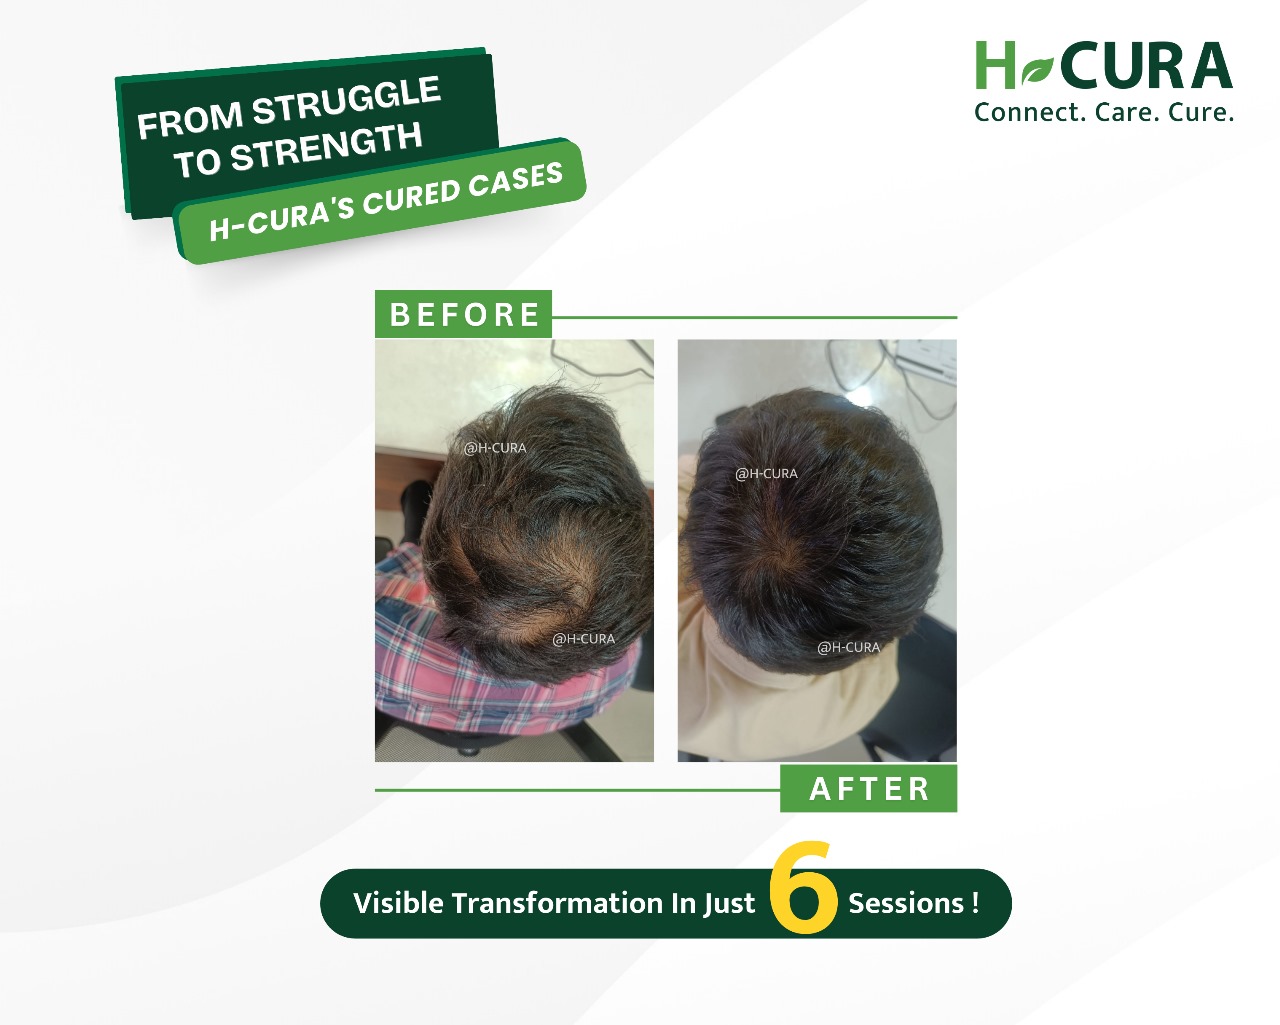 FROM STRUGGLE
TO STRENGTH
H-CURA'S CURED CASES
H CURA
Connect. Care. Cure.
BEFORE
@H-CURA
@H-CURA
@H-CURA
@H-CURA
AFTER
Visible Transformation In Just 6 Sessions !